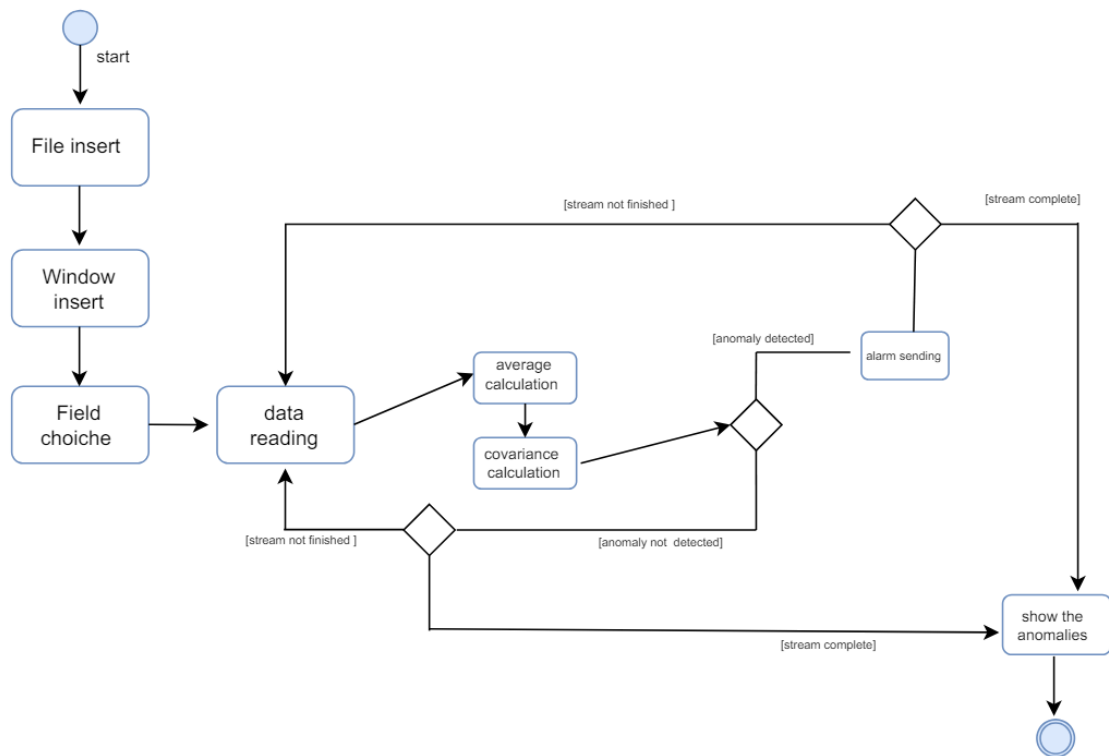 start
File insert
Window
insert
Field
choiche
data
reading
average
calculation
covariance
calculation
[anomaly detected]
alarm sending
[stream not finished ]
[stream complete]
[anomaly not  detected]
[stream not finished ]
[stream complete]
show the
anomalies